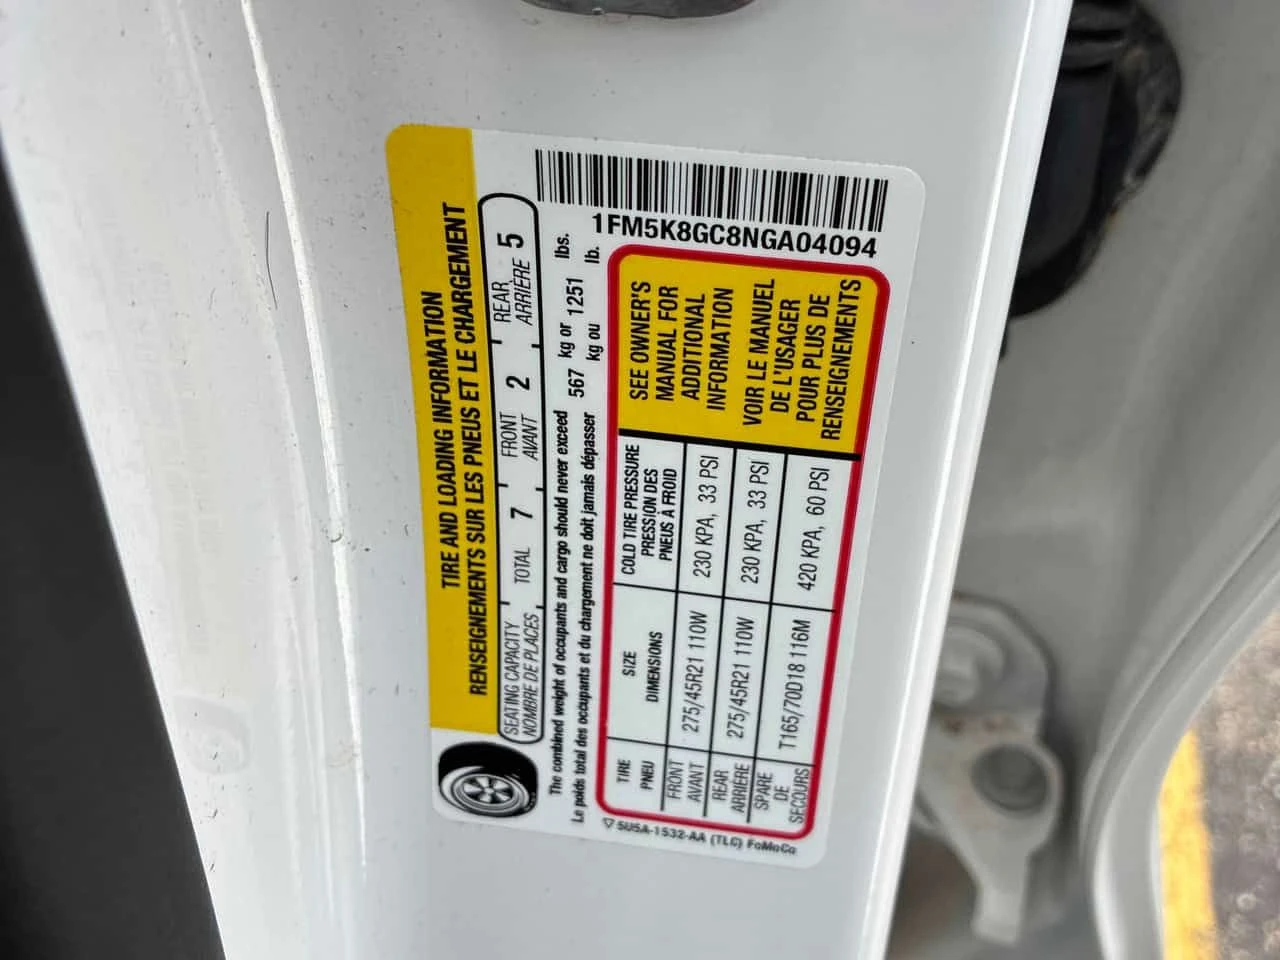 1FM5K8GC8NGA04094
TIRE AND LOADING INFORMATION
RENSEIGNEMENTS SUR LES PNEUS ET LE CHARGEMENT
SEATING CAPACITY TOTAL 7 FRONT 2 REAR 5
NOMBRE DE PLACES AVANT ARRIÈRE
The combined weight of occupants and cargo should never exceed 567 kg or 1251 lbs.
Le poids total des occupants et du chargement ne doit jamais dépasser kg ou lb.
TIRE
PNEU
SIZE
DIMENSIONS
COLD TIRE PRESSURE
PRESSION DES
PNEUS À FROID
FRONT
AVANT
275/45R21 110W
230 KPA, 33 PSI
REAR
ARRIÈRE
275/45R21 110W
230 KPA, 33 PSI
SPARE
DE
SECOURS
T165/70D18 116M
420 KPA, 60 PSI
SEE OWNER'S
MANUAL FOR
ADDITIONAL
INFORMATION
VOIR LE MANUEL
DE L'USAGER
POUR PLUS DE
RENSEIGNEMENTS
5U5A-1532-AA (TLC) FoMoCo